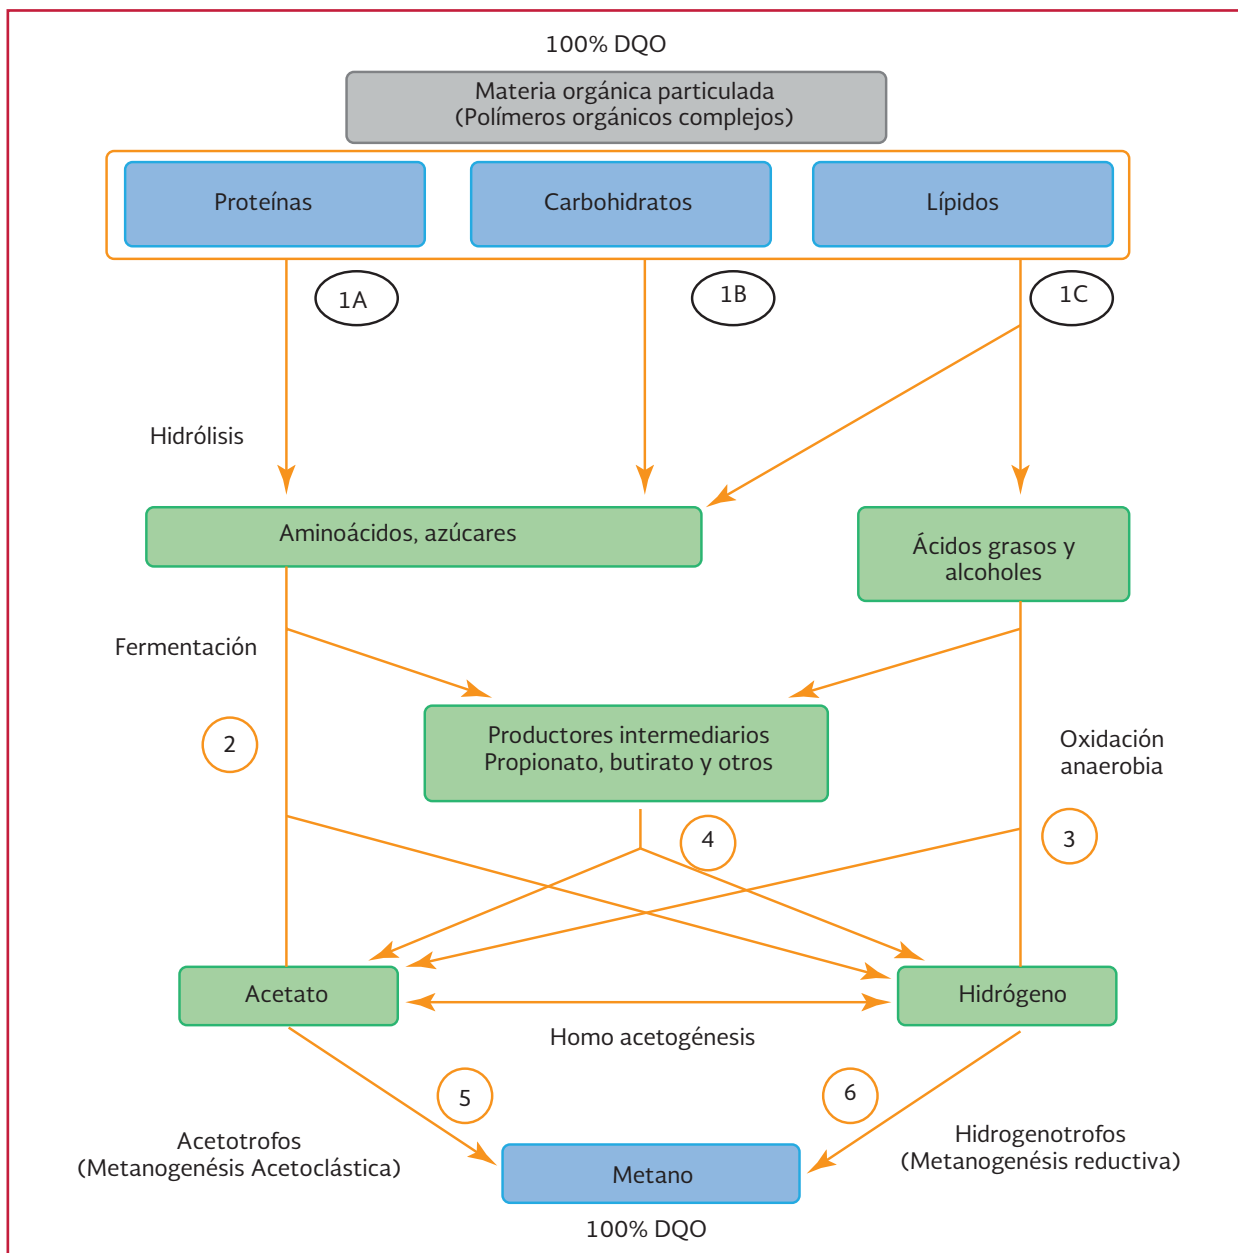 100% DQO
Materia orgánica particulada
(Polímeros orgánicos complejos)
Proteínas
Carbohidratos
Lípidos
1A
1B
1C
Hidrólisis
Aminoácidos, azúcares
Ácidos grasos y
alcoholes
Fermentación
Productores intermediarios
Propionato, butirato y otros
2
Oxidación
anaerobia
4
3
Acetato
Hidrógeno
Homo acetogénesis
5
6
Acetotrofos
(Metanogenésis Acetoclástica)
Hidrogenotrofos
(Metanogenésis reductiva)
Metano
100% DQO